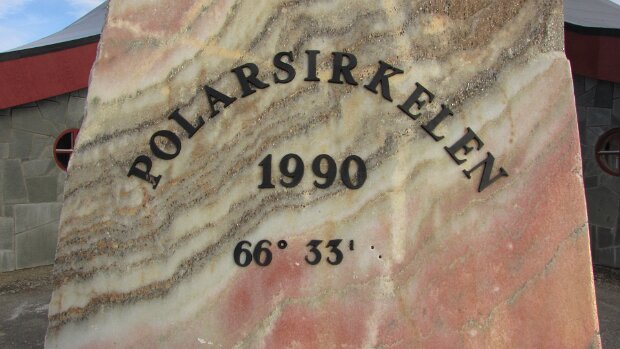 POLARSIRKELEN
1990
66° 33'